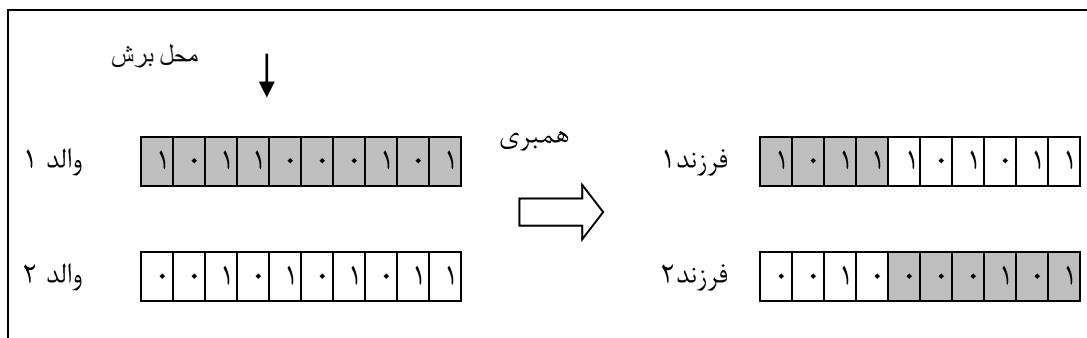 محل برش
والد ۱ ۱ ۰ ۱ ۱ ۰ ۰ ۰ ۱ ۰ ۱ همبری فرزند۱ ۱ ۰ ۱ ۱ ۱ ۰ ۱ ۰ ۱ ۱
والد ۲ ۰ ۰ ۱ ۰ ۱ ۰ ۱ ۰ ۱ ۱ فرزند۲ ۰ ۰ ۱ ۰ ۰ ۰ ۰ ۱ ۰ ۱